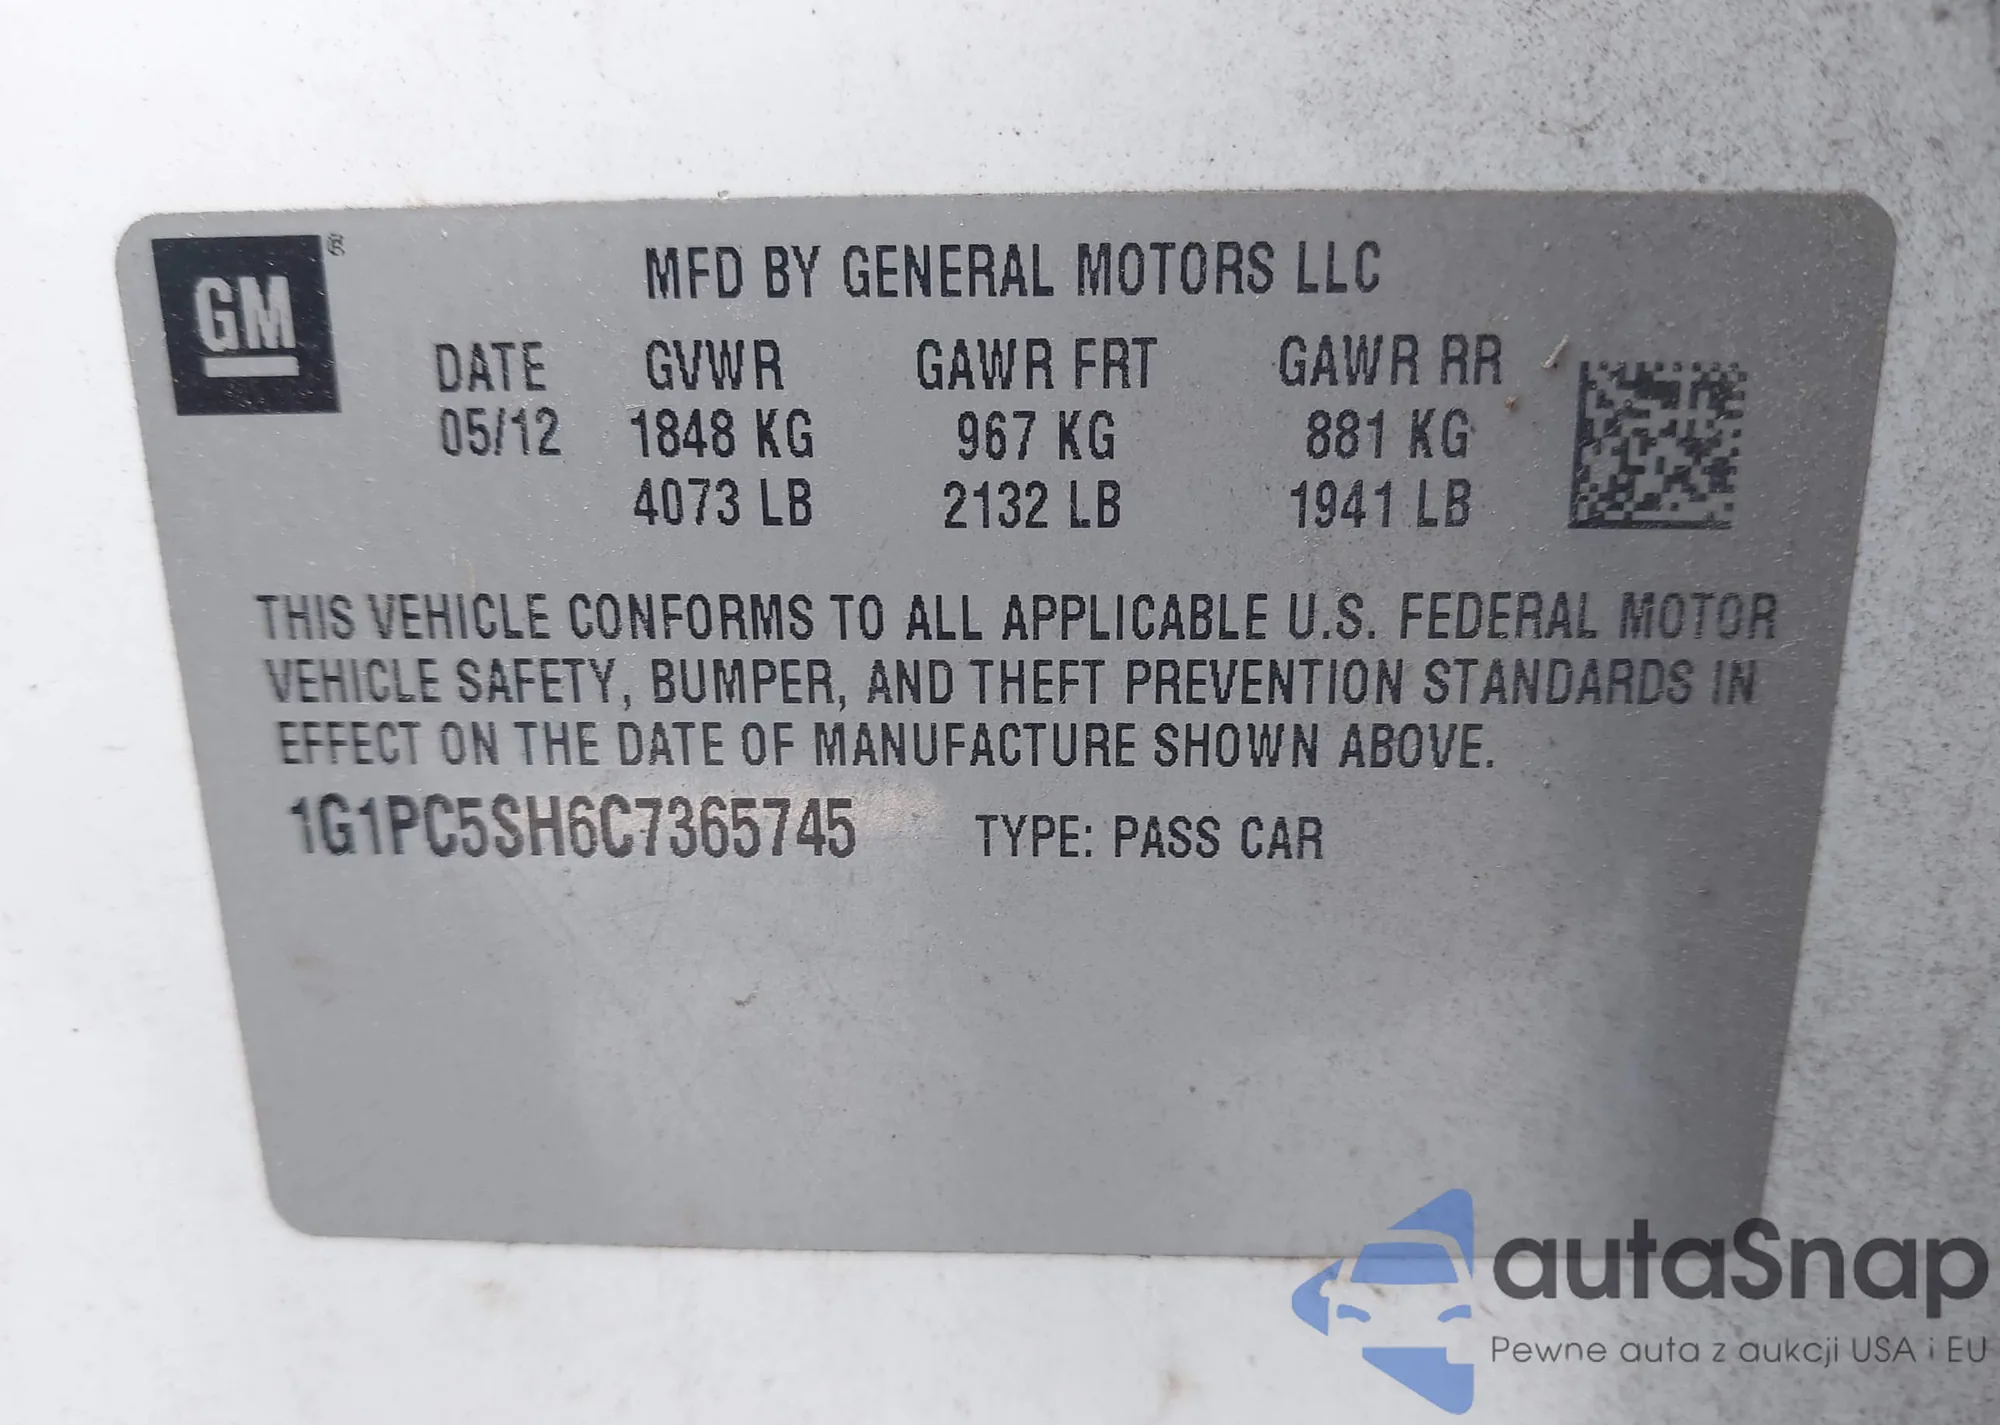 GM ®
MFD BY GENERAL MOTORS LLC
DATE GVWR GAWR FRT GAWR RR
05/12 1848 KG 967 KG 881 KG
4073 LB 2132 LB 1941 LB
THIS VEHICLE CONFORMS TO ALL APPLICABLE U.S. FEDERAL MOTOR
VEHICLE SAFETY, BUMPER, AND THEFT PREVENTION STANDARDS IN
EFFECT ON THE DATE OF MANUFACTURE SHOWN ABOVE.
1G1PC5SH6C7365745 TYPE: PASS CAR
autaSnap
Pewne auta z aukcji USA i EU